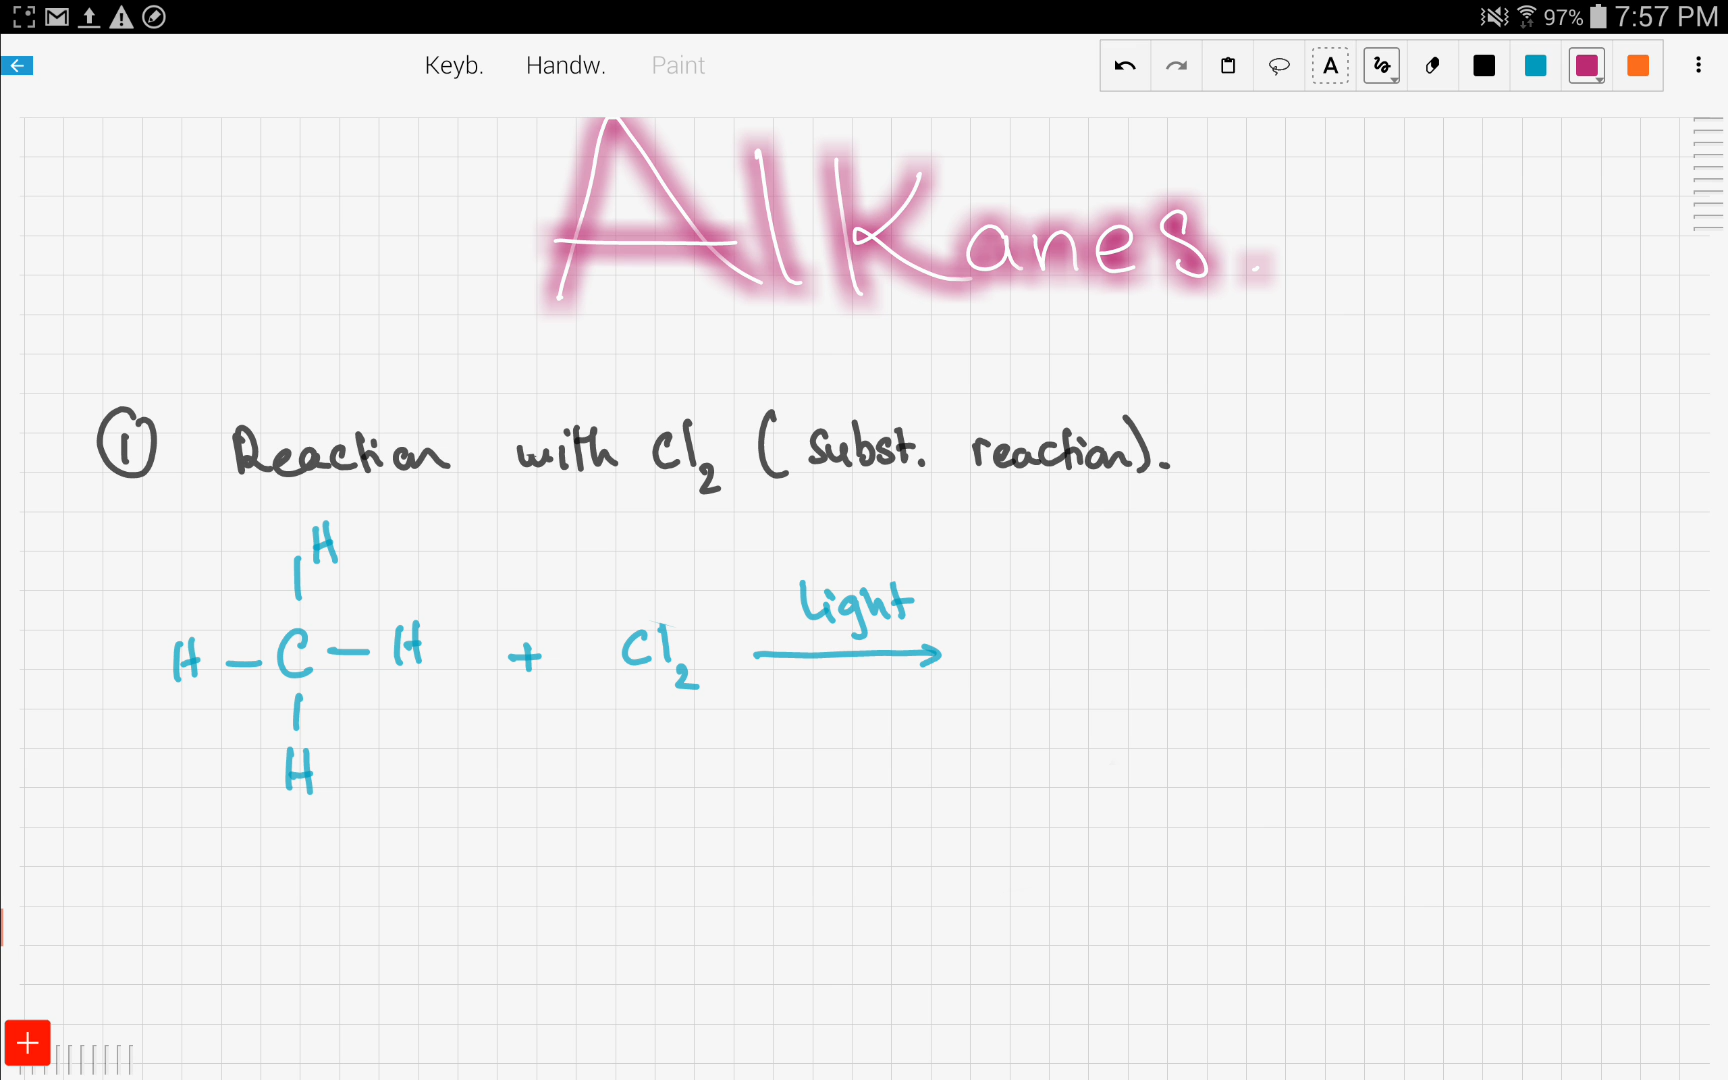 97% 7:57 PM
Keyb. Handw. Paint A
Alkanes.
① Reaction with Cl₂ (subst. reaction).
H
light
H – C – H + Cl₂ →
H